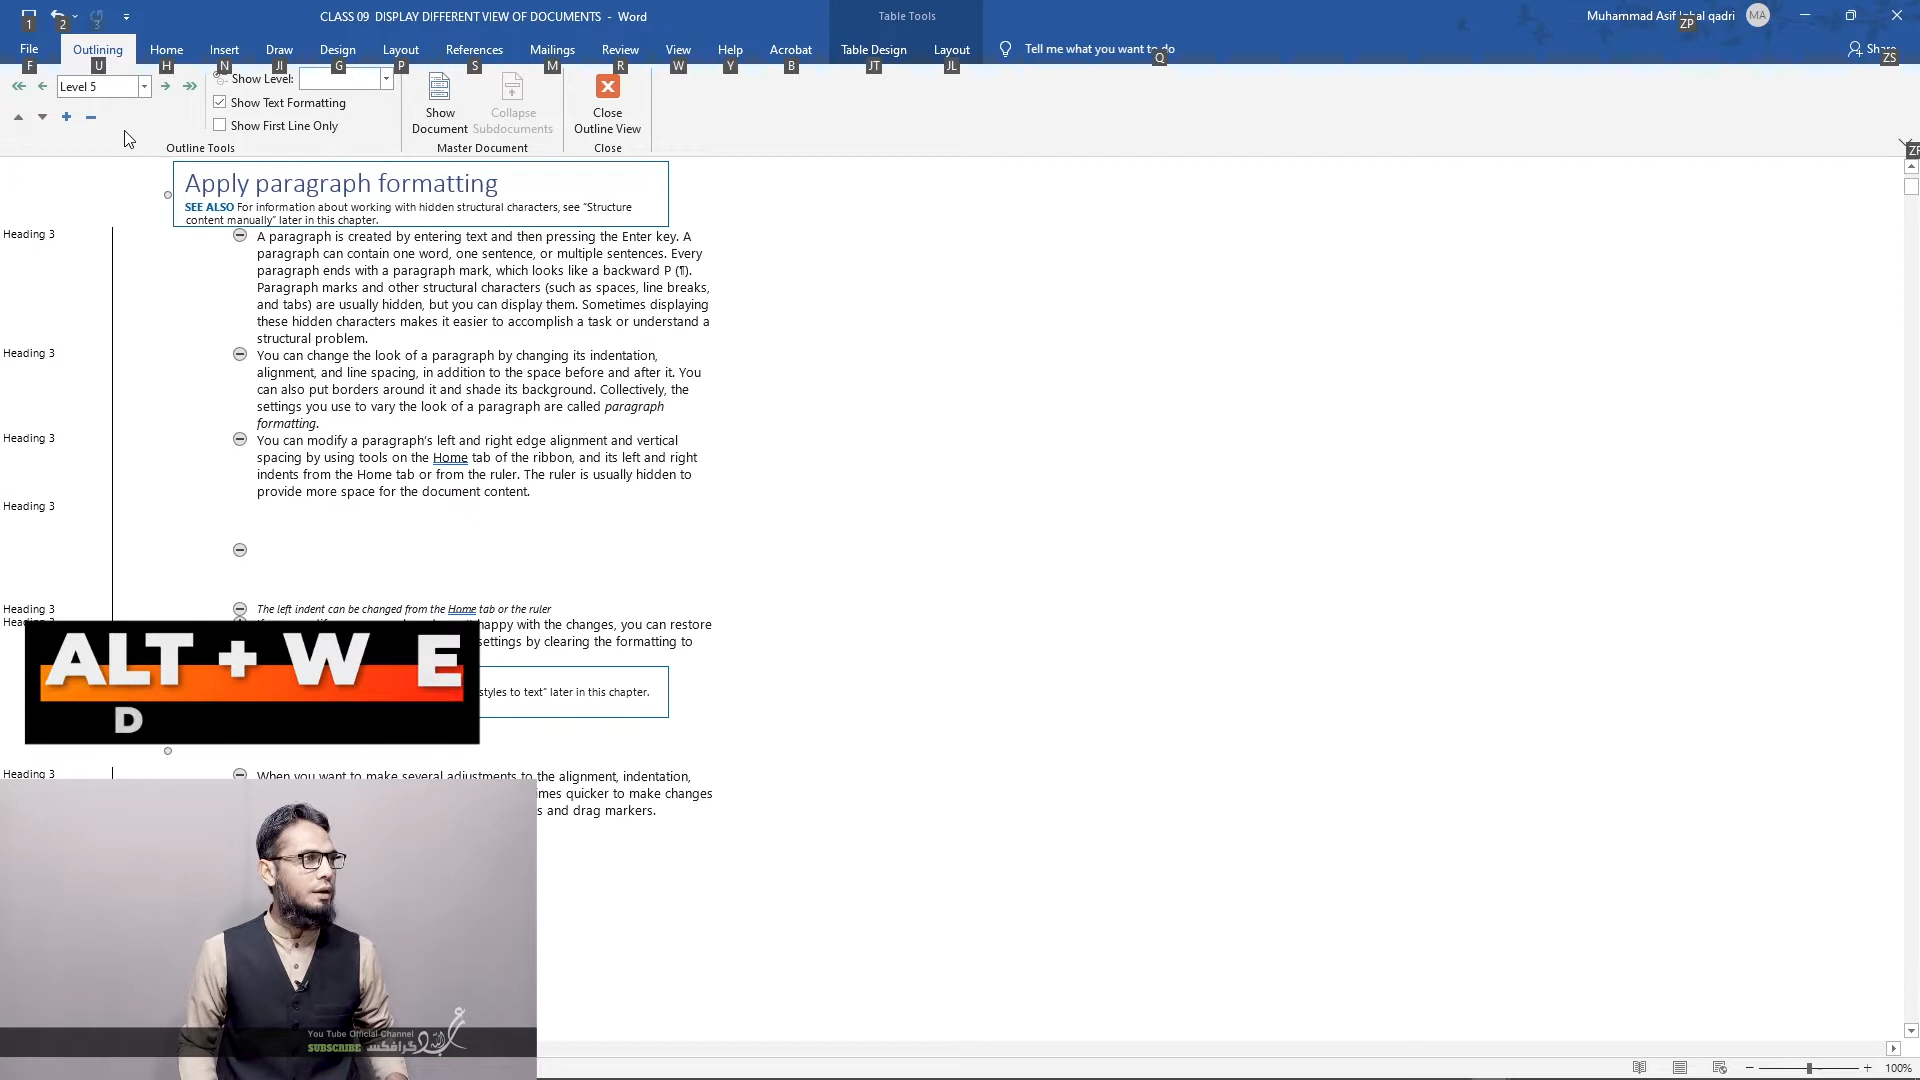 CLASS 09 DISPLAY DIFFERENT VIEW OF DOCUMENTS - Word
Table Tools
Muhammad Asif Iqbal qadri
MA
1
2
3
ZP
File
Outlining
Home
Insert
Draw
Design
Layout
References
Mailings
Review
View
Help
Acrobat
Table Design
Layout
Tell me what you want to do
Share
F
U
H
N
JI
G
P
S
M
R
W
Y
B
JT
JL
Q
ZS
Level 5
Show Level:
Show Text Formatting
Show First Line Only
Outline Tools
Show
Document
Collapse
Subdocuments
Master Document
Close
Outline View
Close
Apply paragraph formatting
SEE ALSO For information about working with hidden structural characters, see “Structure
content manually” later in this chapter.
Heading 3
A paragraph is created by entering text and then pressing the Enter key. A
paragraph can contain one word, one sentence, or multiple sentences. Every
paragraph ends with a paragraph mark, which looks like a backward P (¶).
Paragraph marks and other structural characters (such as spaces, line breaks,
and tabs) are usually hidden, but you can display them. Sometimes displaying
these hidden characters makes it easier to accomplish a task or understand a
structural problem.
Heading 3
You can change the look of a paragraph by changing its indentation,
alignment, and line spacing, in addition to the space before and after it. You
can also put borders around it and shade its background. Collectively, the
settings you use to vary the look of a paragraph are called paragraph
formatting.
Heading 3
You can modify a paragraph’s left and right edge alignment and vertical
spacing by using tools on the Home tab of the ribbon, and its left and right
indents from the Home tab or from the ruler. The ruler is usually hidden to
provide more space for the document content.
Heading 3
Heading 3
The left indent can be changed from the Home tab or the ruler
happy with the changes, you can restore
settings by clearing the formatting to
ALT + W E
D
styles to text” later in this chapter.
Heading 3
When you want to make several adjustments to the alignment, indentation,
imes quicker to make changes
s and drag markers.
You Tube Official Channel
SUBSCRIBE
100%